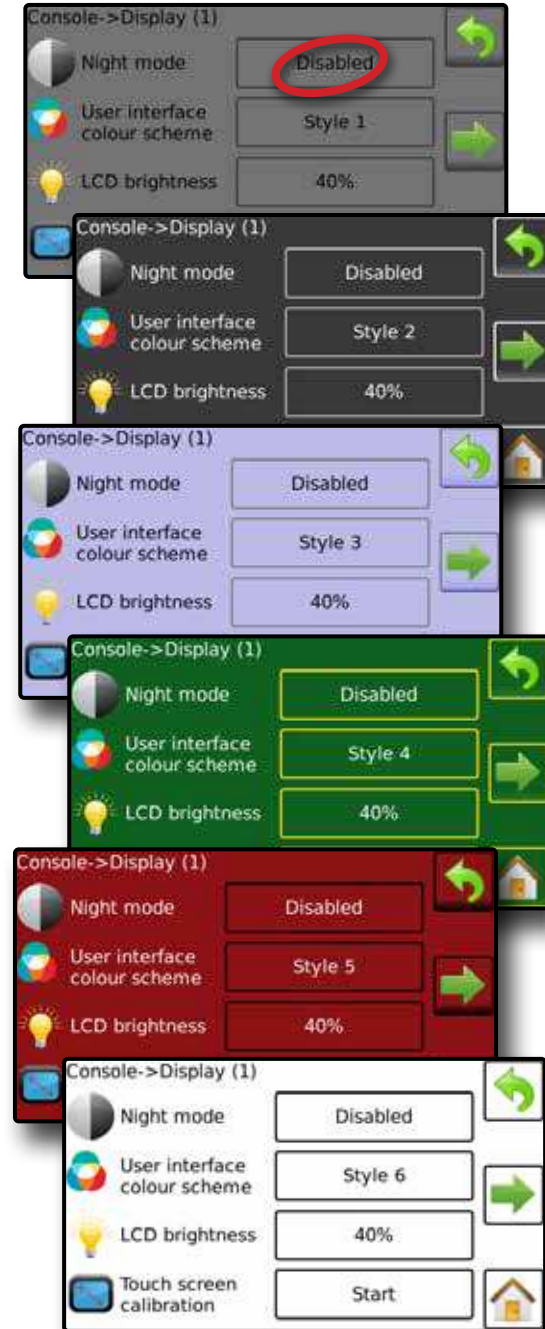 Console->Display (1)
Night mode
Disabled
User interface
colour scheme
Style 1
LCD brightness
40%
Console->Display (1)
Night mode
Disabled
User interface
colour scheme
Style 2
LCD brightness
40%
Console->Display (1)
Night mode
Disabled
User interface
colour scheme
Style 3
LCD brightness
40%
Console->Display (1)
Night mode
Disabled
User interface
colour scheme
Style 4
LCD brightness
40%
Console->Display (1)
Night mode
Disabled
User interface
colour scheme
Style 5
LCD brightness
40%
Console->Display (1)
Night mode
Disabled
User interface
colour scheme
Style 6
LCD brightness
40%
Touch screen
calibration
Start